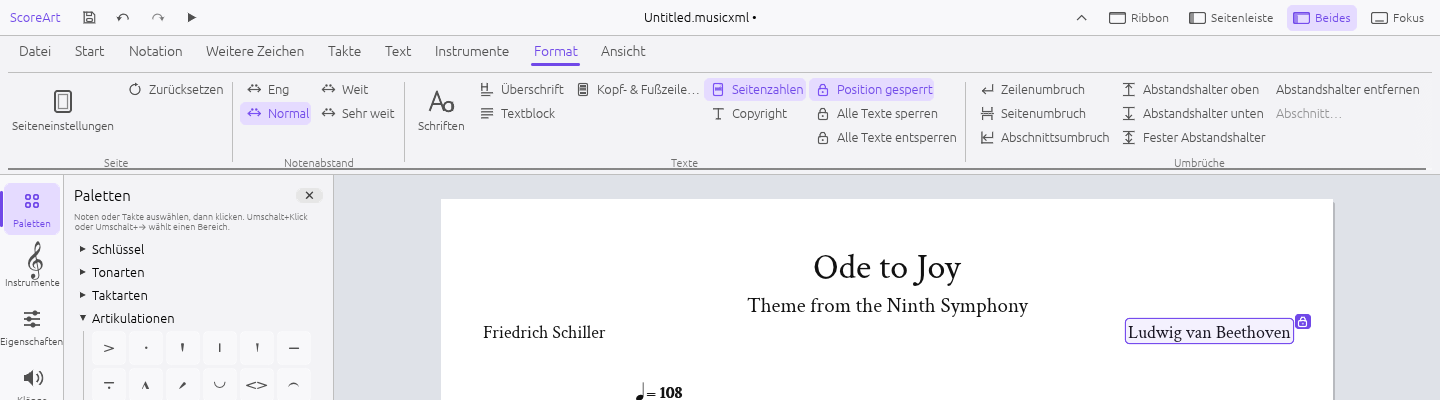 ScoreArt
Untitled.musicxml •
Ribbon
Seitenleiste
Beides
Fokus
Datei Start Notation Weitere Zeichen Takte Text Instrumente Format Ansicht
Seiteneinstellungen
Zurücksetzen
Seite
Eng Weit
Normal Sehr weit
Notenabstand
Schriften
Überschrift Kopf- & Fußzeile… Seitenzahlen Position gesperrt
Textblock Copyright Alle Texte sperren
Alle Texte entsperren
Texte
Zeilenumbruch Abstandshalter oben Abstandshalter entfernen
Seitenumbruch Abstandshalter unten Abschnitt…
Abschnittsumbruch Fester Abstandshalter
Umbrüche
Paletten
Instrumente
Eigenschaften
Klänge
Paletten
Noten oder Takte auswählen, dann klicken. Umschalt+Klick
oder Umschalt+→ wählt einen Bereich.
Schlüssel
Tonarten
Taktarten
Artikulationen
Ode to Joy
Theme from the Ninth Symphony
Friedrich Schiller
Ludwig van Beethoven
= 108